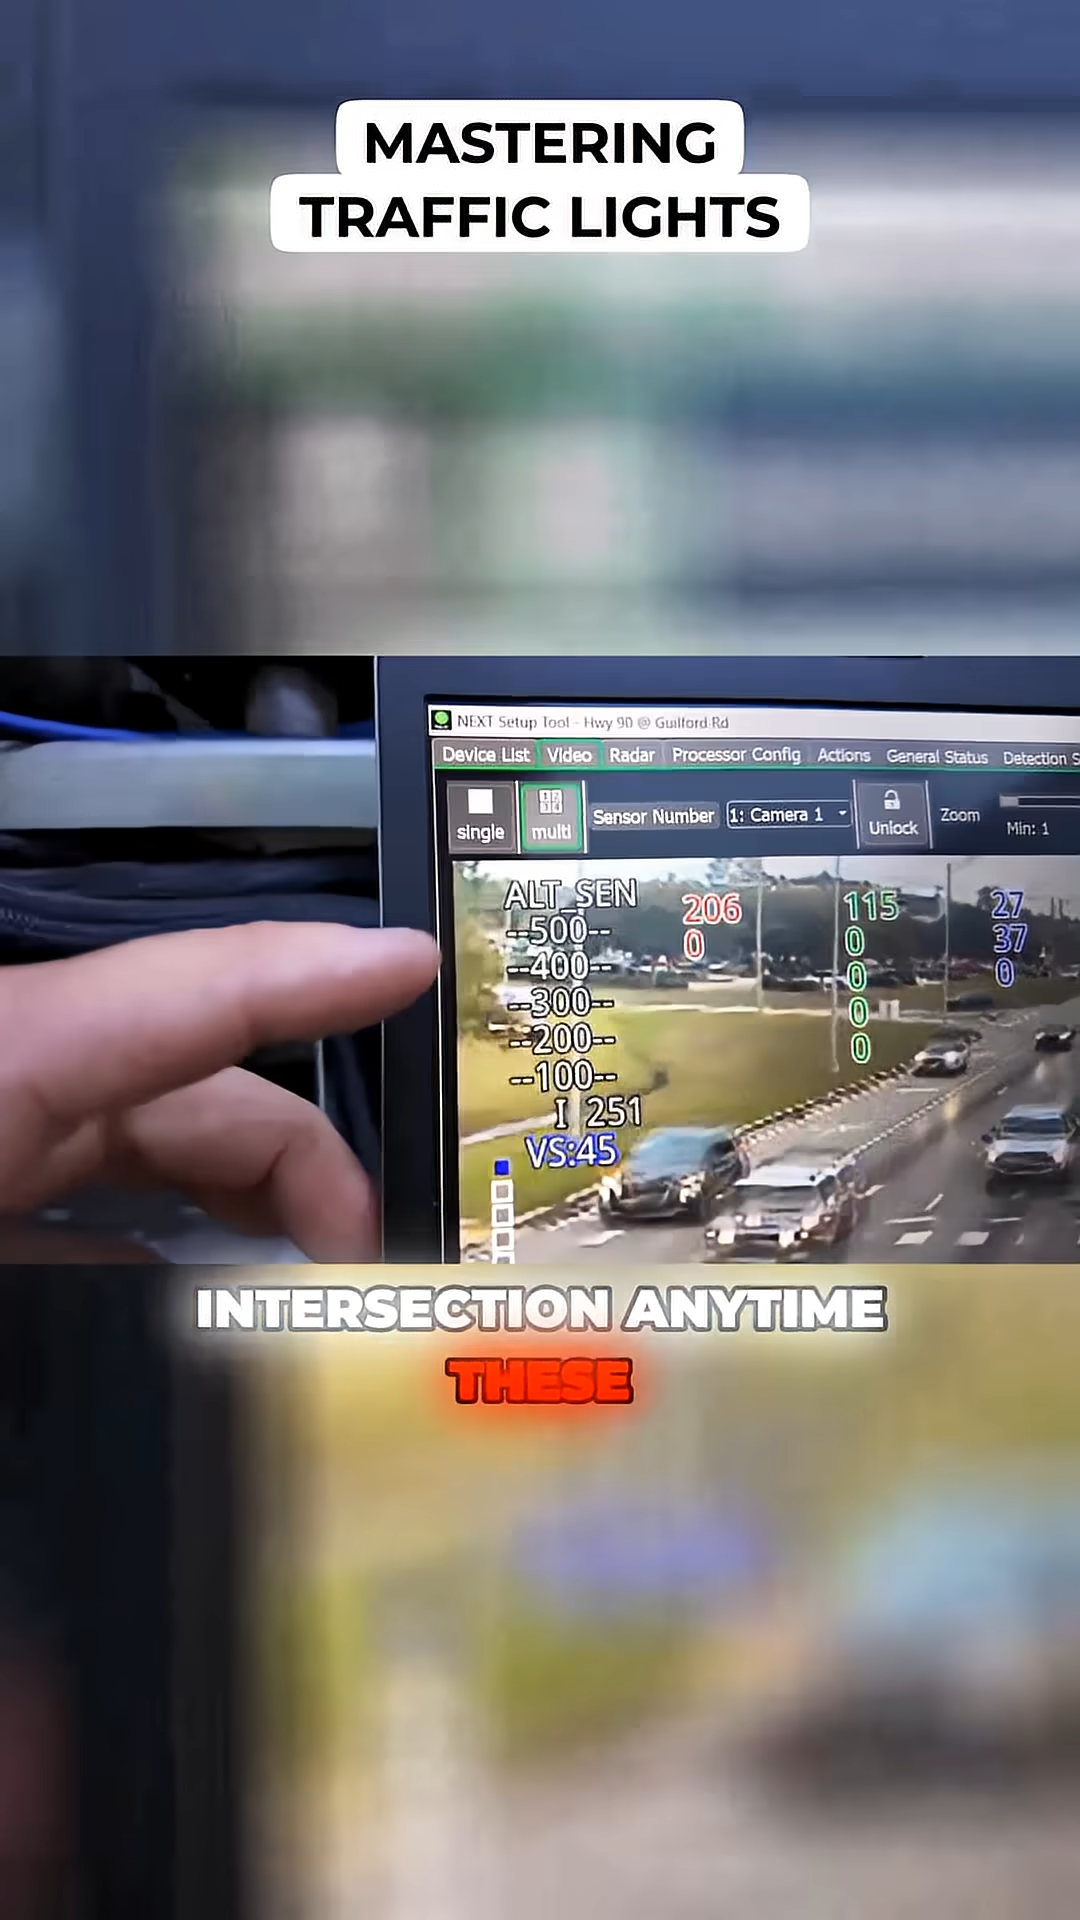 MASTERING
TRAFFIC LIGHTS
NEXT Setup Tool - Hwy 90 @ Guilford Rd
Device List Video Radar Processor Config Actions General Status Detection S
single multi Sensor Number 1: Camera 1 Unlock Zoom Min: 1
ALT_SEN 206 115 27
--500-- 0 0 37
--400-- 0 0
--300-- 0
--200-- 0
--100--
I 251
VS:45
INTERSECTION ANYTIME
THESE